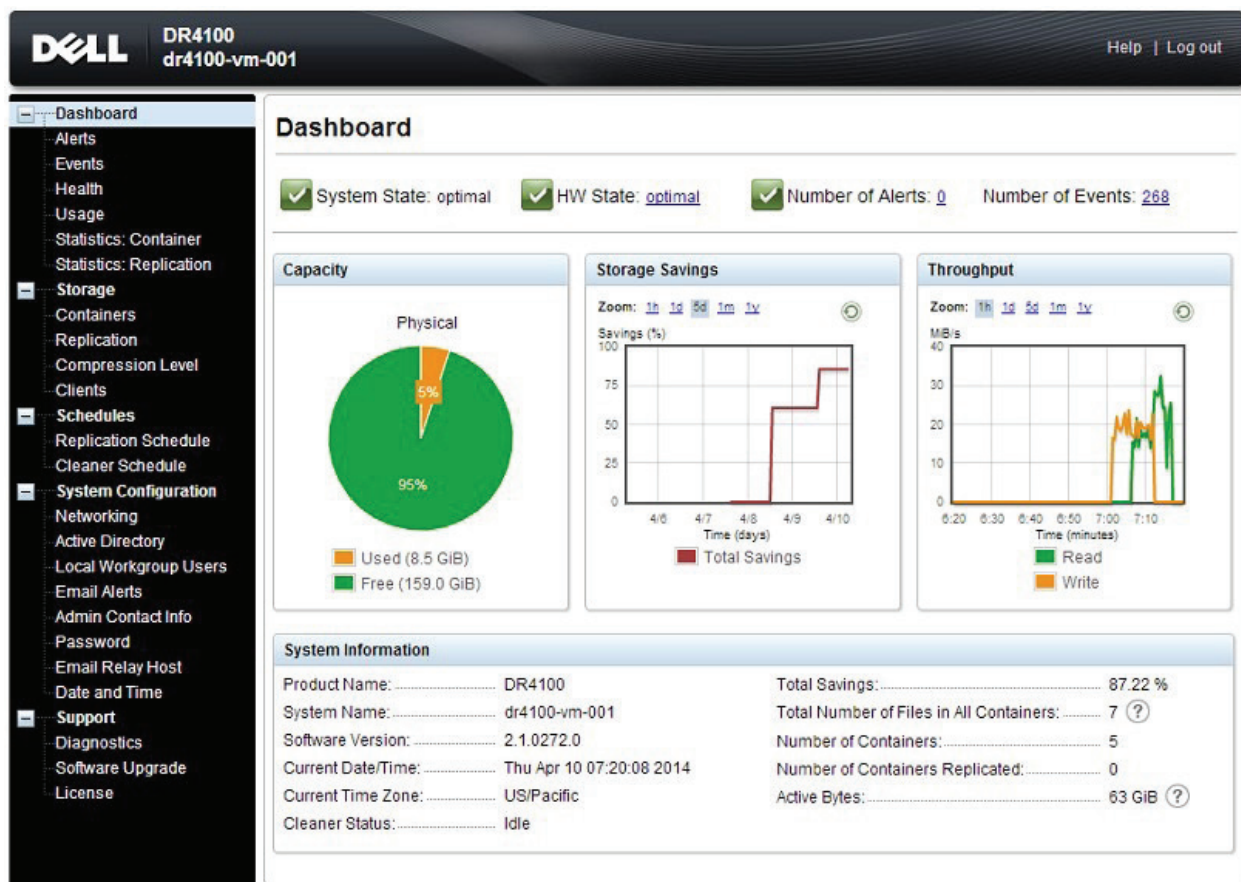 DELL
DR4100
dr4100-vm-001
Help | Log out
Dashboard
Alerts
Events
Health
Usage
Statistics: Container
Statistics: Replication
Storage
Containers
Replication
Compression Level
Clients
Schedules
Replication Schedule
Cleaner Schedule
System Configuration
Networking
Active Directory
Local Workgroup Users
Email Alerts
Admin Contact Info
Password
Email Relay Host
Date and Time
Support
Diagnostics
Software Upgrade
License
Dashboard
System State: optimal
HW State: optimal
Number of Alerts: 0
Number of Events: 268
Capacity
Physical
5%
95%
Used (8.5 GiB)
Free (159.0 GiB)
Storage Savings
Zoom: 1h 1d 5d 1m 1y
Savings (%)
100
75
50
25
0
4/6 4/7 4/8 4/9 4/10
Time (days)
Total Savings
Throughput
Zoom: 1h 1d 5d 1m 1y
MiB/s
40
30
20
10
0
6:20 6:30 6:40 6:50 7:00 7:10
Time (minutes)
Read
Write
System Information
Product Name: DR4100
System Name: dr4100-vm-001
Software Version: 2.1.0272.0
Current Date/Time: Thu Apr 10 07:20:08 2014
Current Time Zone: US/Pacific
Cleaner Status: Idle
Total Savings: 87.22 %
Total Number of Files in All Containers: 7 ?
Number of Containers: 5
Number of Containers Replicated: 0
Active Bytes: 63 GiB ?